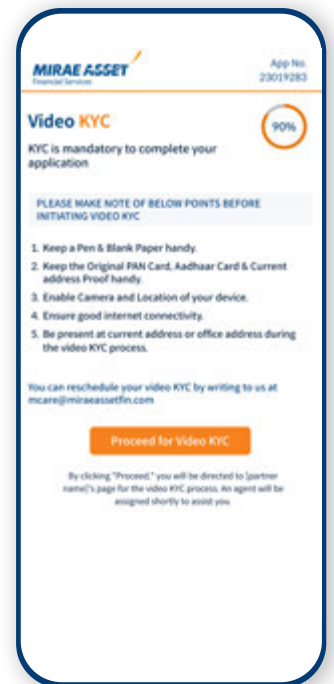 MIRAE ASSET
Financial Services
App No.
23019283
Video KYC
90%
KYC is mandatory to complete your
application
PLEASE MAKE NOTE OF BELOW POINTS BEFORE
INITIATING VIDEO KYC
1. Keep a Pen & Blank Paper handy.
2. Keep the Original PAN Card, Aadhaar Card & Current
address Proof handy.
3. Enable Camera and Location of your device.
4. Ensure good internet connectivity.
5. Be present at current address or office address during
the video KYC process.
You can reschedule your video KYC by writing to us at
mcare@miraeassetfin.com
Proceed for Video KYC
By clicking "Proceed," you will be directed to [partner
name]'s page for the video KYC process. An agent will be
assigned shortly to assist you.